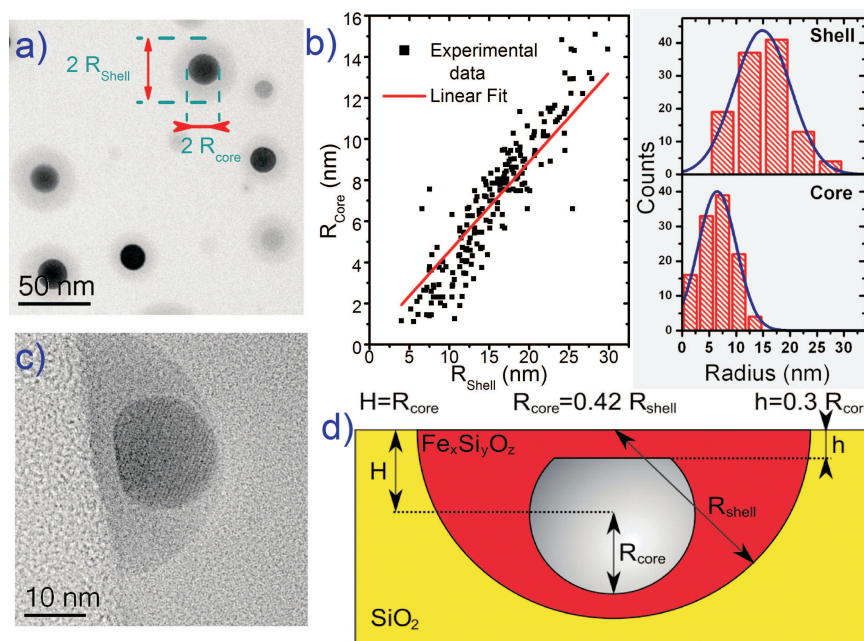 a)
2 R_Shell
2 R_core
50 nm
b)
R_Core (nm)
16
14
12
10
8
6
4
2
0
Experimental
data
Linear Fit
0 5 10 15 20 25 30
R_Shell (nm)
Counts
Shell
40
30
20
10
0
Core
40
30
20
10
0
0 5 10 15 20 25 30
Radius (nm)
c)
10 nm
H=R_core R_core=0.42 R_shell h=0.3 R_cor
d)
Fe_xSi_yO_z
h
H
R_shell
R_core
SiO_2